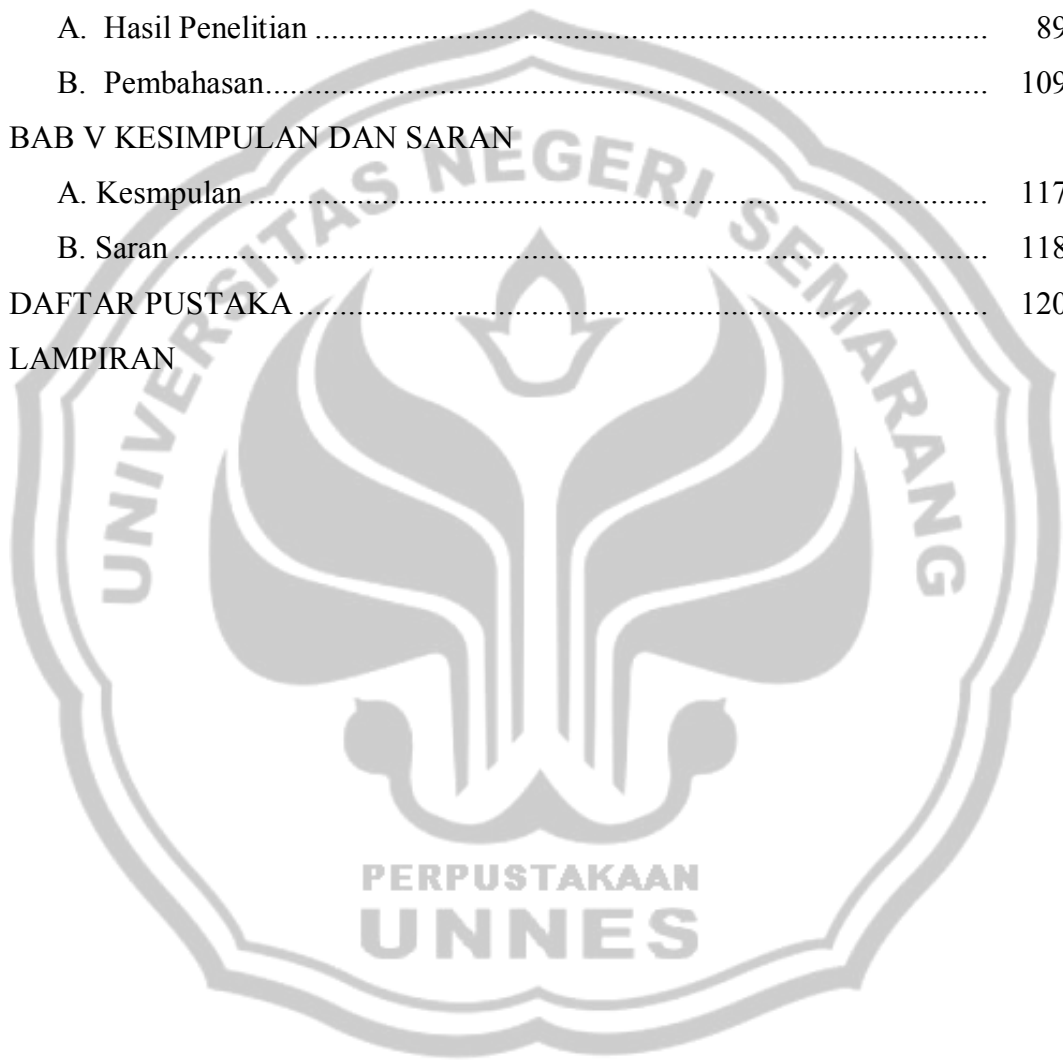 A. Hasil Penelitian ........................................................................................ 89
B. Pembahasan.............................................................................................. 109
BAB V KESIMPULAN DAN SARAN
A. Kesmpulan ................................................................................................ 117
B. Saran .......................................................................................................... 118
DAFTAR PUSTAKA ......................................................................................... 120
LAMPIRAN
UNIVERSITAS NEGERI SEMARANG
PERPUSTAKAAN
UNNES